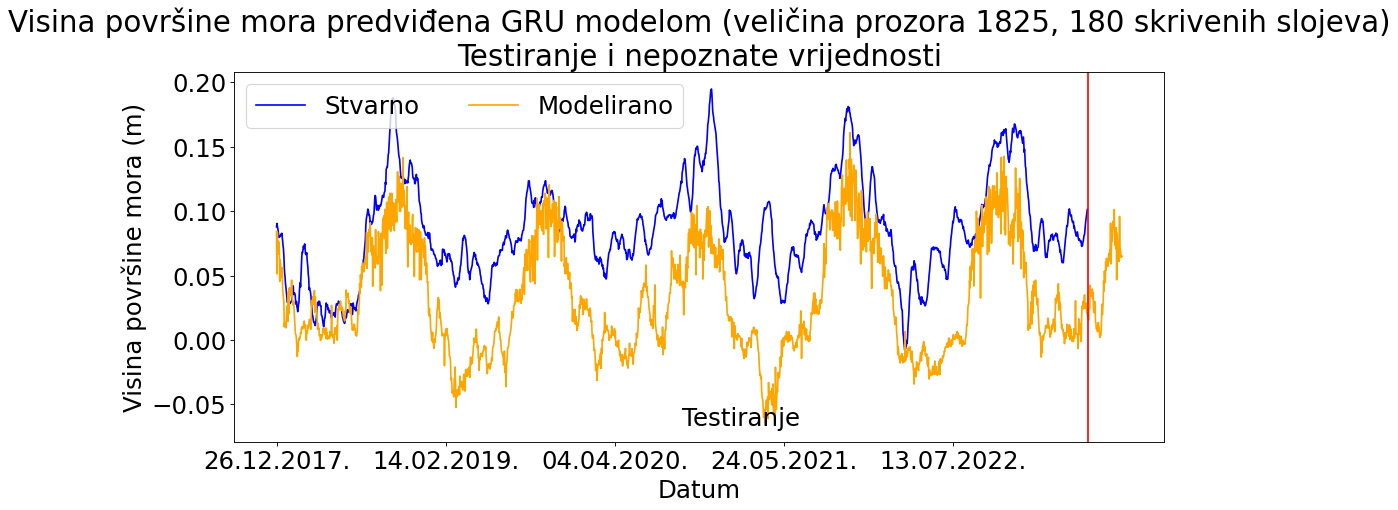 Visina površine mora predviđena GRU modelom (veličina prozora 1825, 180 skrivenih slojeva)
Testiranje i nepoznate vrijednosti
Stvarno
Modelirano
Visina površine mora (m)
0.20
0.15
0.10
0.05
0.00
−0.05
Testiranje
26.12.2017.
14.02.2019.
04.04.2020.
24.05.2021.
13.07.2022.
Datum